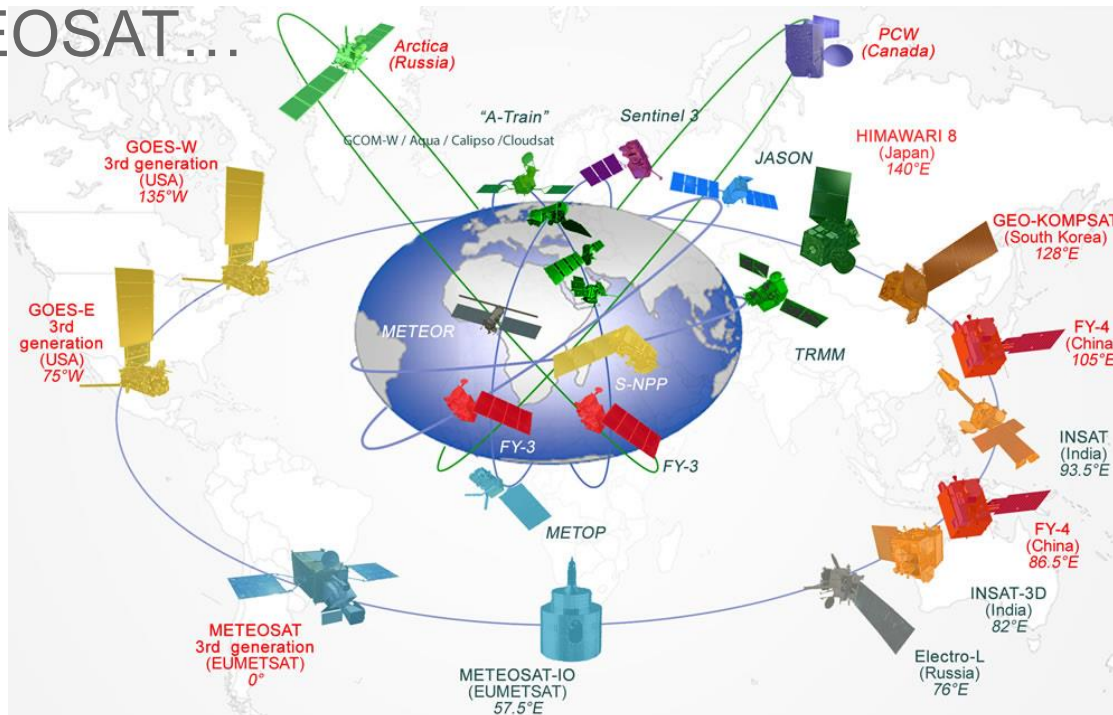 EOSAT…
Arctica
(Russia)
PCW
(Canada)
"A-Train"
GCOM-W / Aqua / Calipso /Cloudsat
Sentinel 3
JASON
HIMAWARI 8
(Japan)
140°E
GOES-W
3rd generation
(USA)
135°W
GEO-KOMPSAT
(South Korea)
128°E
GOES-E
3rd
generation
(USA)
75°W
METEOR
TRMM
FY-4
(China)
105°E
S-NPP
FY-3
FY-3
INSAT
(India)
93.5°E
METOP
FY-4
(China)
86.5°E
INSAT-3D
(India)
82°E
METEOSAT
3rd generation
(EUMETSAT)
0°
METEOSAT-IO
(EUMETSAT)
57.5°E
Electro-L
(Russia)
76°E